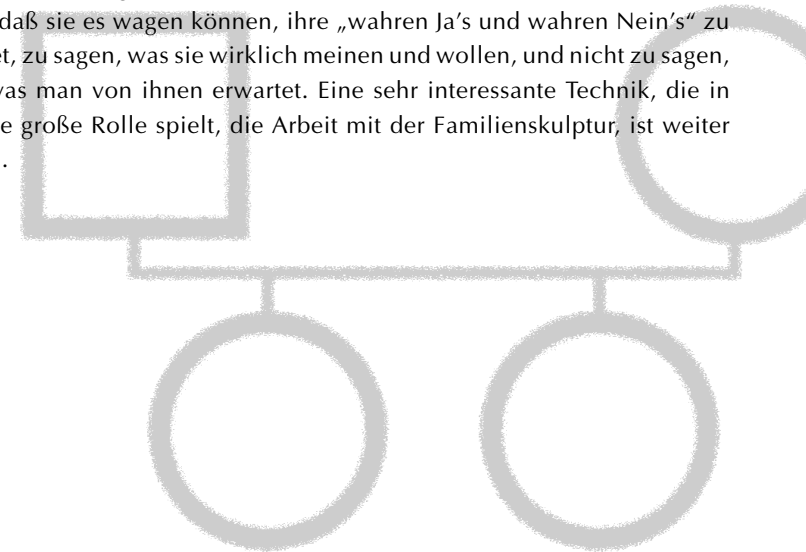 daß sie es wagen können, ihre „wahren Ja's und wahren Nein's“ zu
zu sagen, was sie wirklich meinen und wollen, und nicht zu sagen,
was man von ihnen erwartet. Eine sehr interessante Technik, die in
große Rolle spielt, die Arbeit mit der Familienskulptur, ist weiter
.